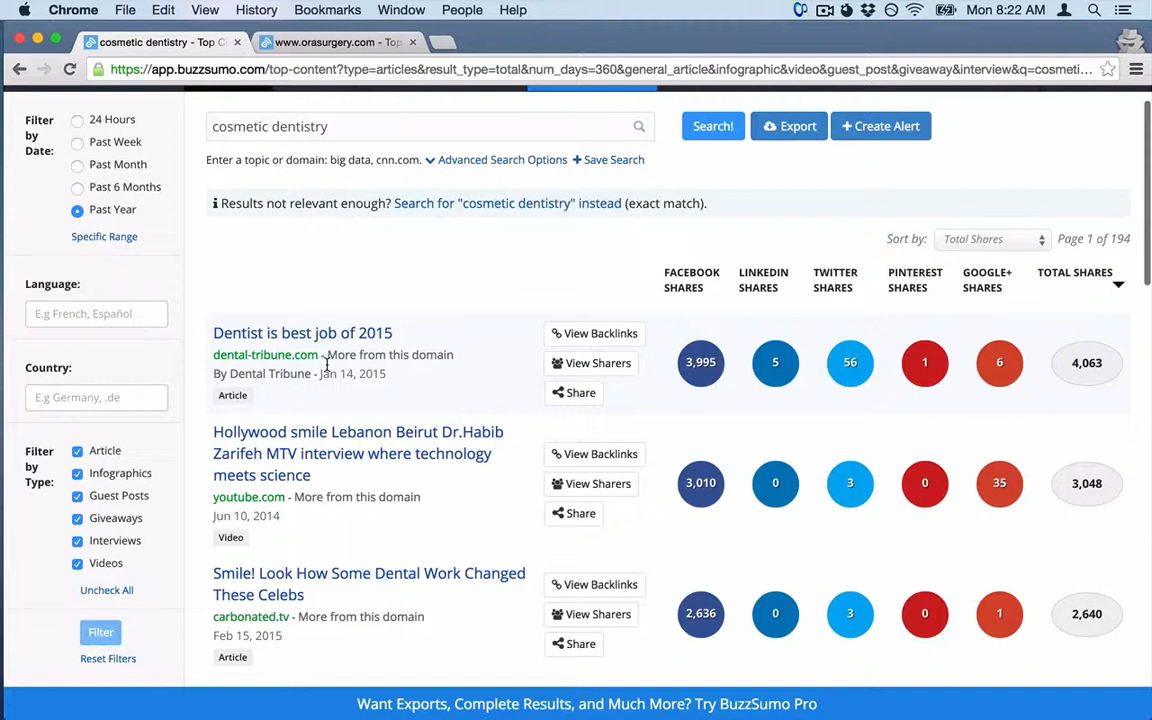 Chrome File Edit View History Bookmarks Window People Help Mon 8:22 AM
cosmetic dentistry - Top C www.orasurgery.com - Top
https://app.buzzsumo.com/top-content?type=articles&result_type=total&num_days=360&general_article&infographic&video&guest_post&giveaway&interview&q=cosmeti...
Filter by Date:
24 Hours
Past Week
Past Month
Past 6 Months
Past Year
Specific Range
Language:
E.g French, Español
Country:
E.g Germany, .de
Filter by Type:
Article
Infographics
Guest Posts
Giveaways
Interviews
Videos
Uncheck All
Filter
Reset Filters
cosmetic dentistry Search! Export + Create Alert
Enter a topic or domain: big data, cnn.com. Advanced Search Options + Save Search
i Results not relevant enough? Search for "cosmetic dentistry" instead (exact match).
Sort by: Total Shares Page 1 of 194
FACEBOOK SHARES LINKEDIN SHARES TWITTER SHARES PINTEREST SHARES GOOGLE+ SHARES TOTAL SHARES
Dentist is best job of 2015
dental-tribune.com - More from this domain
By Dental Tribune - Jan 14, 2015
Article
View Backlinks
View Sharers
Share
3,995 5 56 1 6 4,063
Hollywood smile Lebanon Beirut Dr.Habib
Zarifeh MTV interview where technology
meets science
youtube.com - More from this domain
Jun 10, 2014
Video
View Backlinks
View Sharers
Share
3,010 0 3 0 35 3,048
Smile! Look How Some Dental Work Changed
These Celebs
carbonated.tv - More from this domain
Feb 15, 2015
Article
View Backlinks
View Sharers
Share
2,636 0 3 0 1 2,640
Want Exports, Complete Results, and Much More? Try BuzzSumo Pro